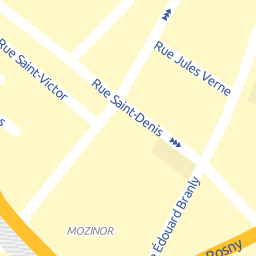 Rue Jules Verne
Rue Saint-Victor
Rue Saint-Denis
Édouard Branly
MOZINOR
Rosny